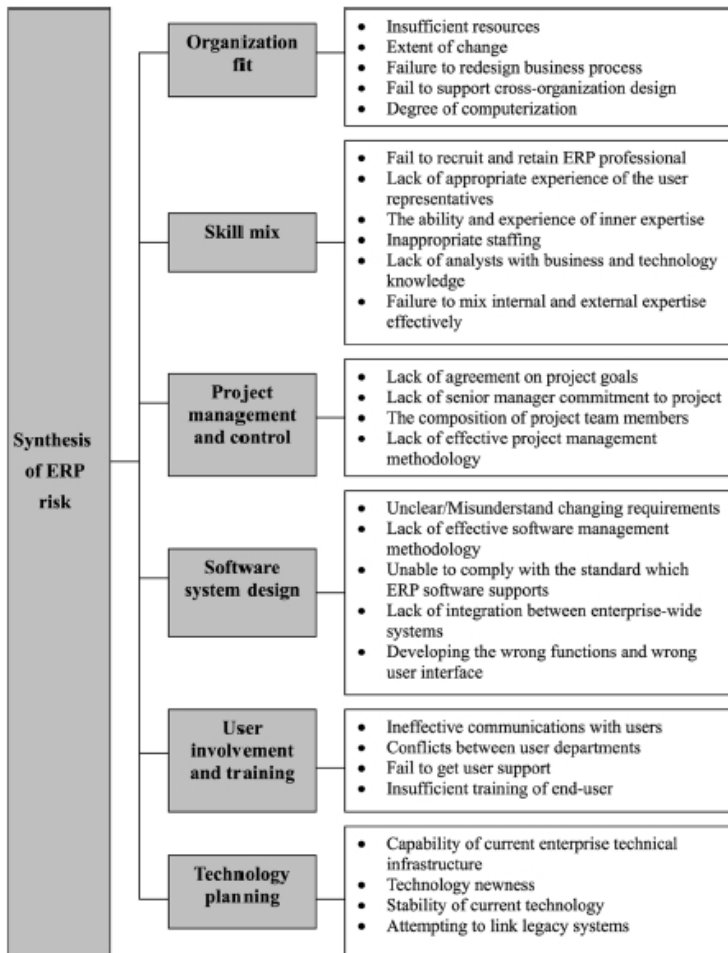 Synthesis
of ERP
risk
Organization
fit
• Insufficient resources
• Extent of change
• Failure to redesign business process
• Fail to support cross-organization design
• Degree of computerization
Skill mix
• Fail to recruit and retain ERP professional
• Lack of appropriate experience of the user
representatives
• The ability and experience of inner expertise
• Inappropriate staffing
• Lack of analysts with business and technology
knowledge
• Failure to mix internal and external expertise
effectively
Project
management
and control
• Lack of agreement on project goals
• Lack of senior manager commitment to project
• The composition of project team members
• Lack of effective project management
methodology
Software
system design
• Unclear/Misunderstand changing requirements
• Lack of effective software management
methodology
• Unable to comply with the standard which
ERP software supports
• Lack of integration between enterprise-wide
systems
• Developing the wrong functions and wrong
user interface
User
involvement
and training
• Ineffective communications with users
• Conflicts between user departments
• Fail to get user support
• Insufficient training of end-user
Technology
planning
• Capability of current enterprise technical
infrastructure
• Technology newness
• Stability of current technology
• Attempting to link legacy systems